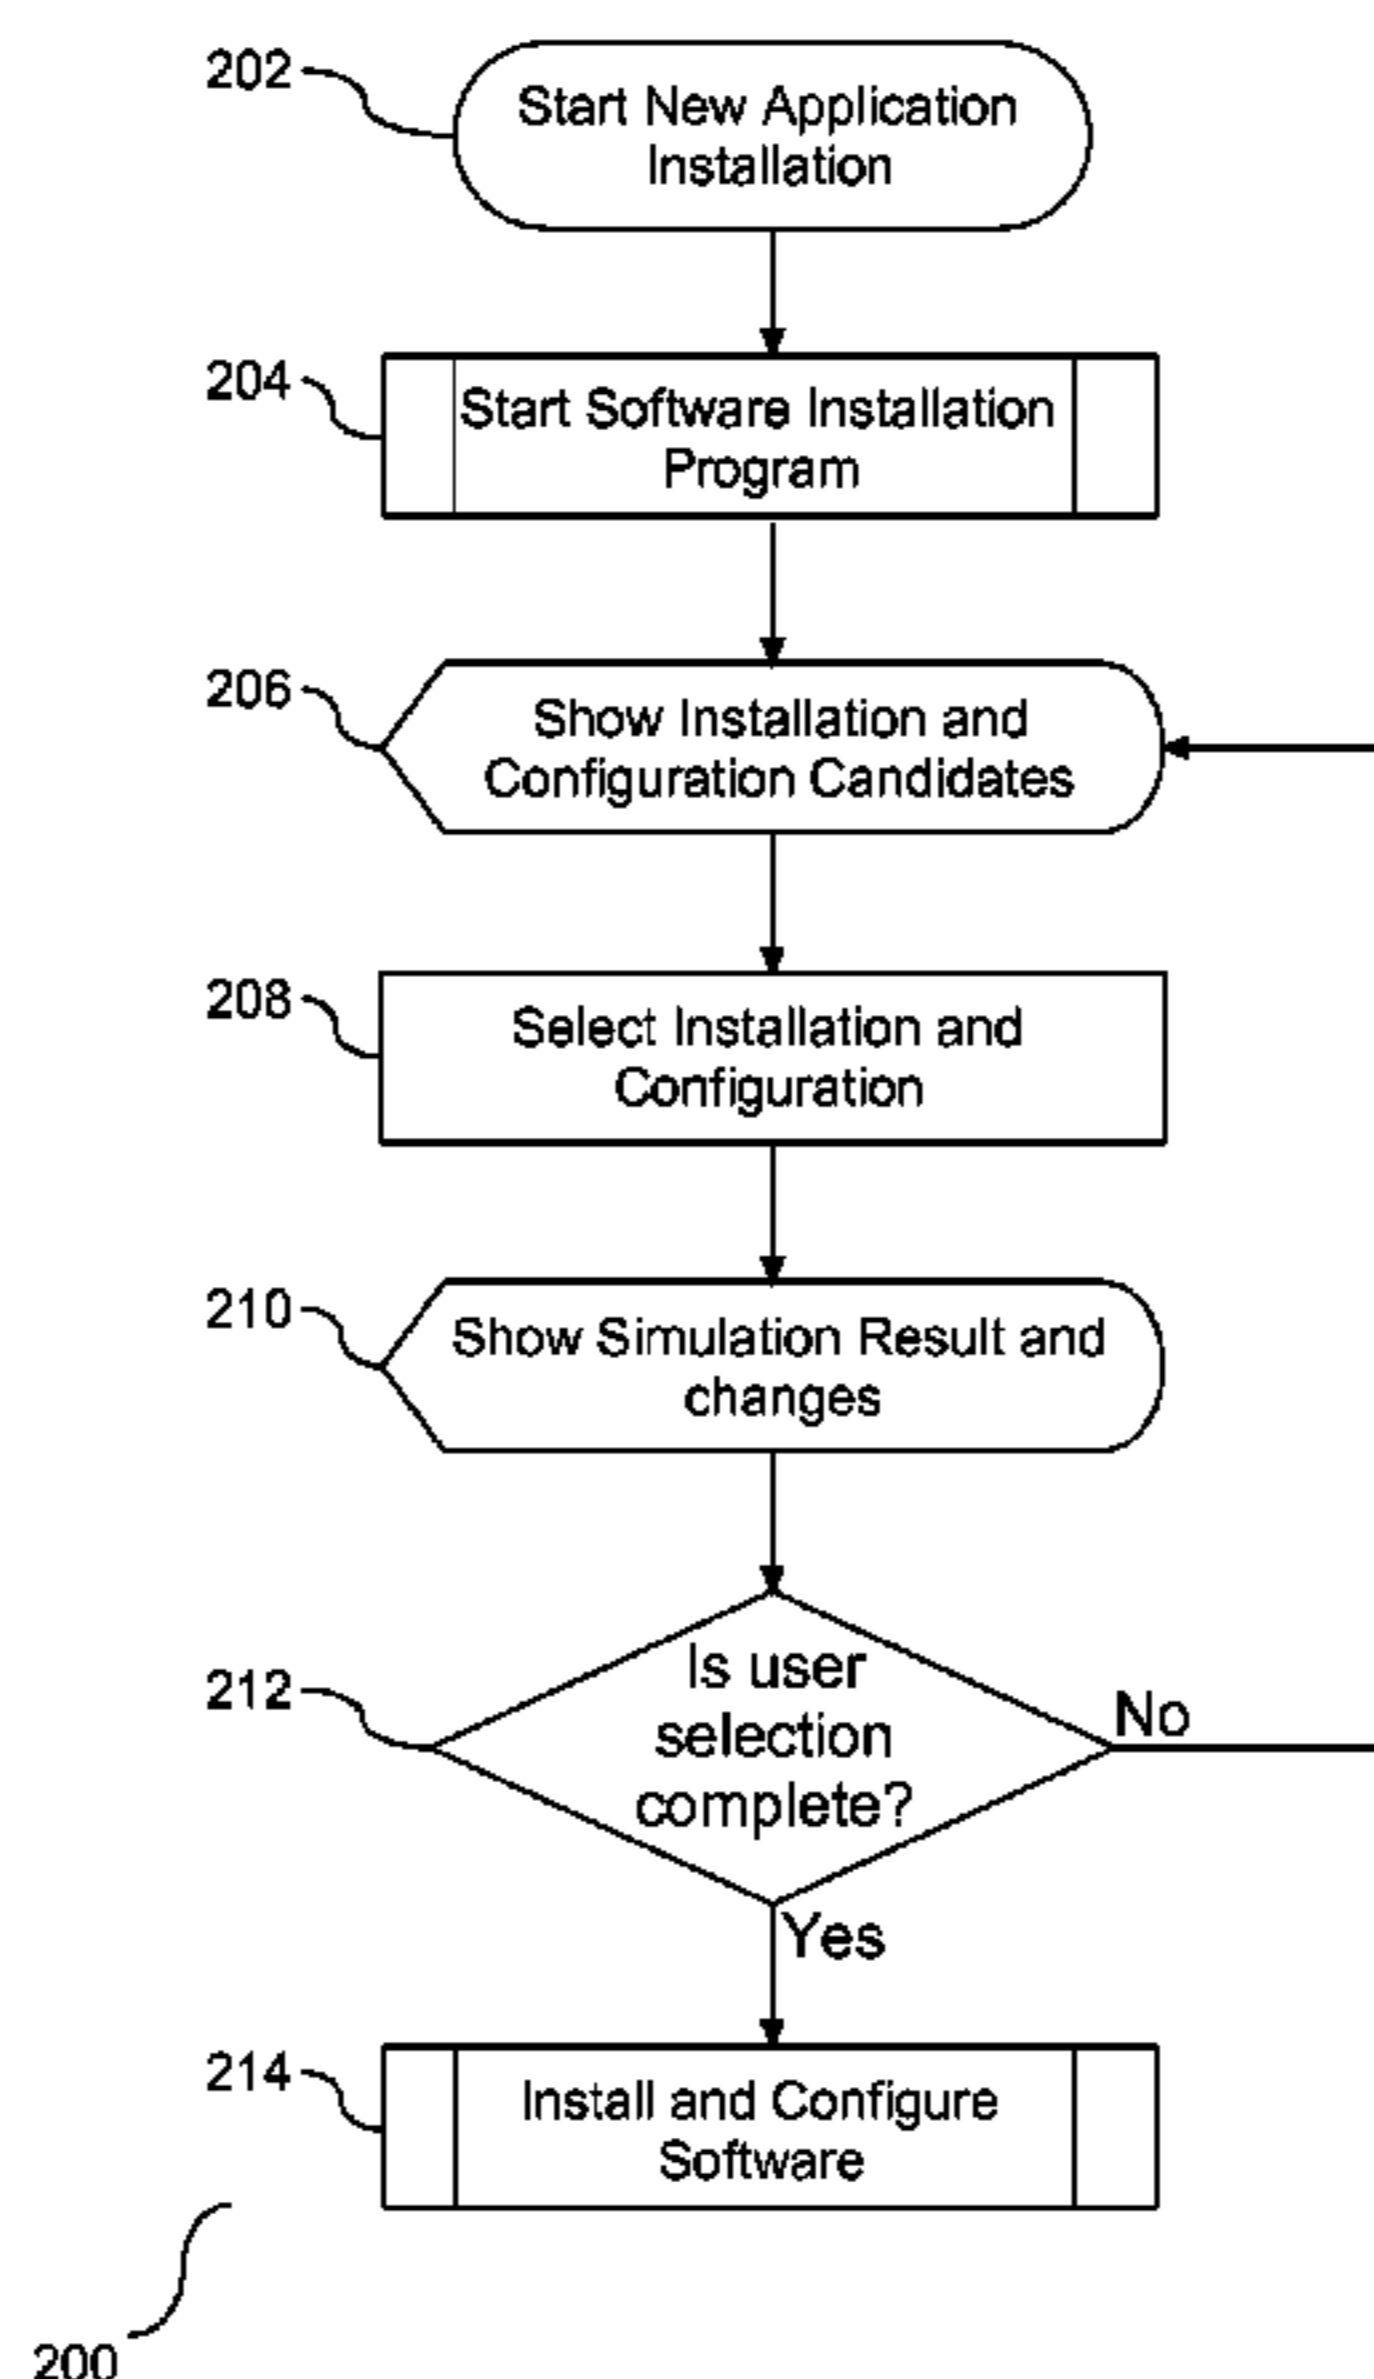 202
Start New Application
Installation
204
Start Software Installation
Program
206
Show Installation and
Configuration Candidates
208
Select Installation and
Configuration
210
Show Simulation Result and
changes
212
Is user
selection
complete?
No
Yes
214
Install and Configure
Software
200